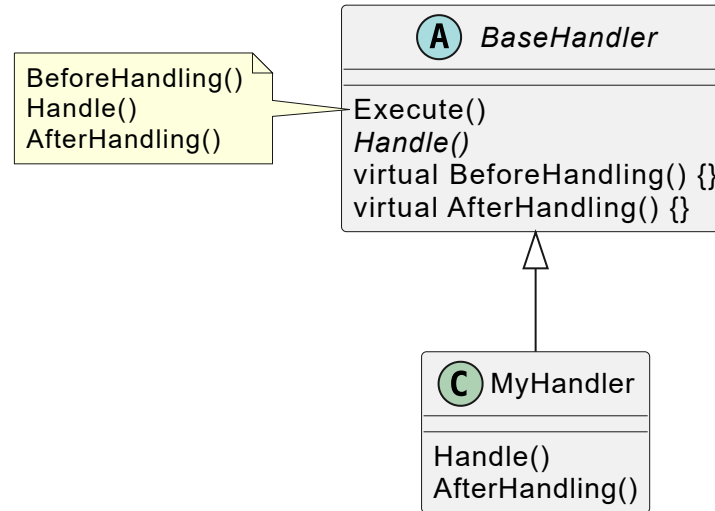 BeforeHandling()
Handle()
AfterHandling()
A BaseHandler
Execute()
Handle()
virtual BeforeHandling() {}
virtual AfterHandling() {}
C MyHandler
Handle()
AfterHandling()